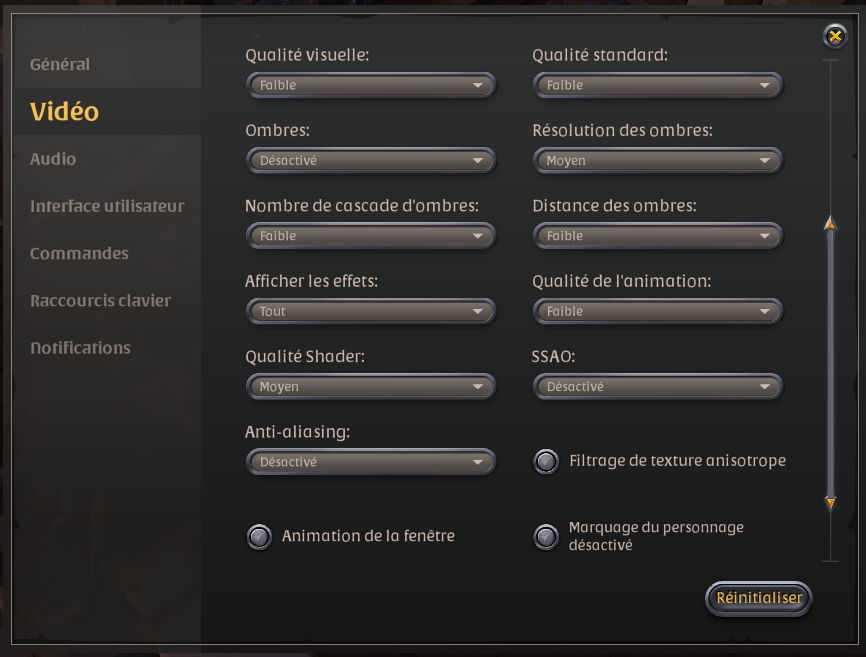 Général
Vidéo
Audio
Interface utilisateur
Commandes
Raccourcis clavier
Notifications
Qualité visuelle:
Qualité standard:
Faible
Faible
Ombres:
Résolution des ombres:
Désactivé
Moyen
Nombre de cascade d'ombres:
Distance des ombres:
Faible
Faible
Afficher les effets:
Qualité de l'animation:
Tout
Faible
Qualité Shader:
SSAO:
Moyen
Désactivé
Anti-aliasing:
Désactivé
Filtrage de texture anisotrope
Animation de la fenêtre
Marquage du personnage
désactivé
Réinitialiser